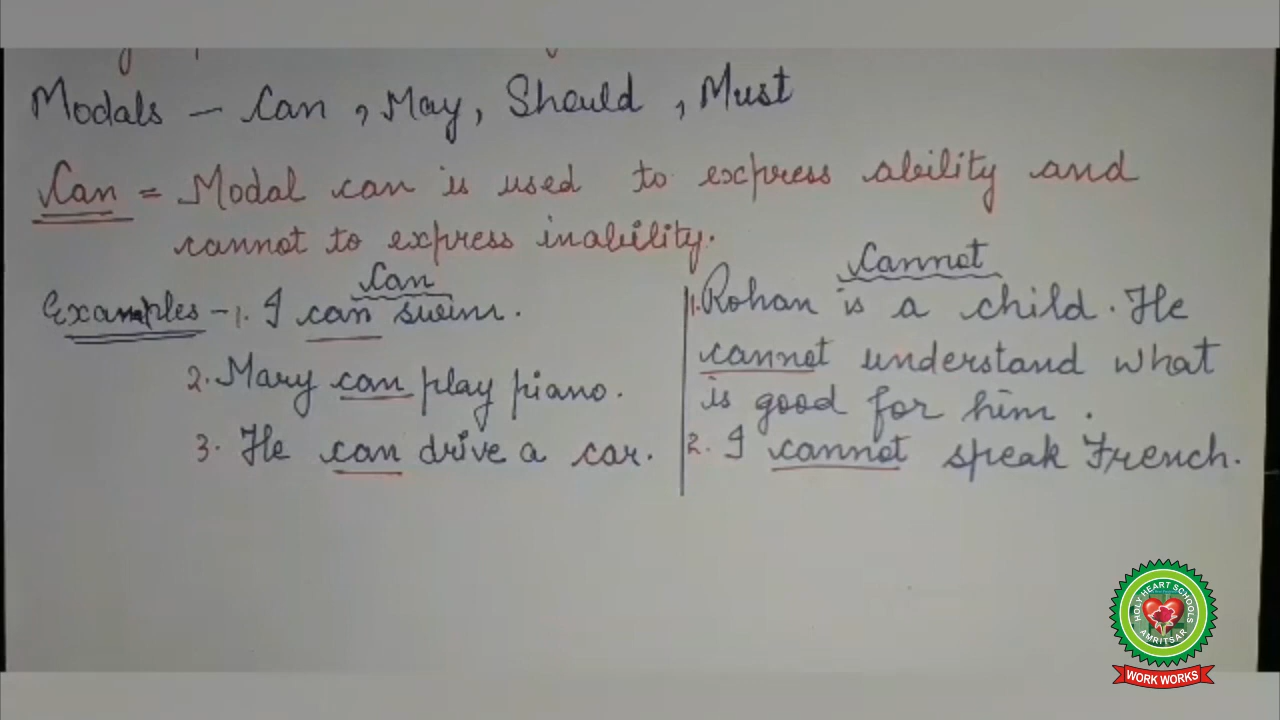 Modals - Can, May, Should, Must
Can = Modal can is used to express ability and
cannot to express inability.
Can
Examples - 1. I can swim.
2. Mary can play piano.
3. He can drive a car.
Cannot
1. Rohan is a child. He
cannot understand what
is good for him.
2. I cannot speak French.
HOLY HEART SCHOOLS
AMRITSAR
WORK WORKS